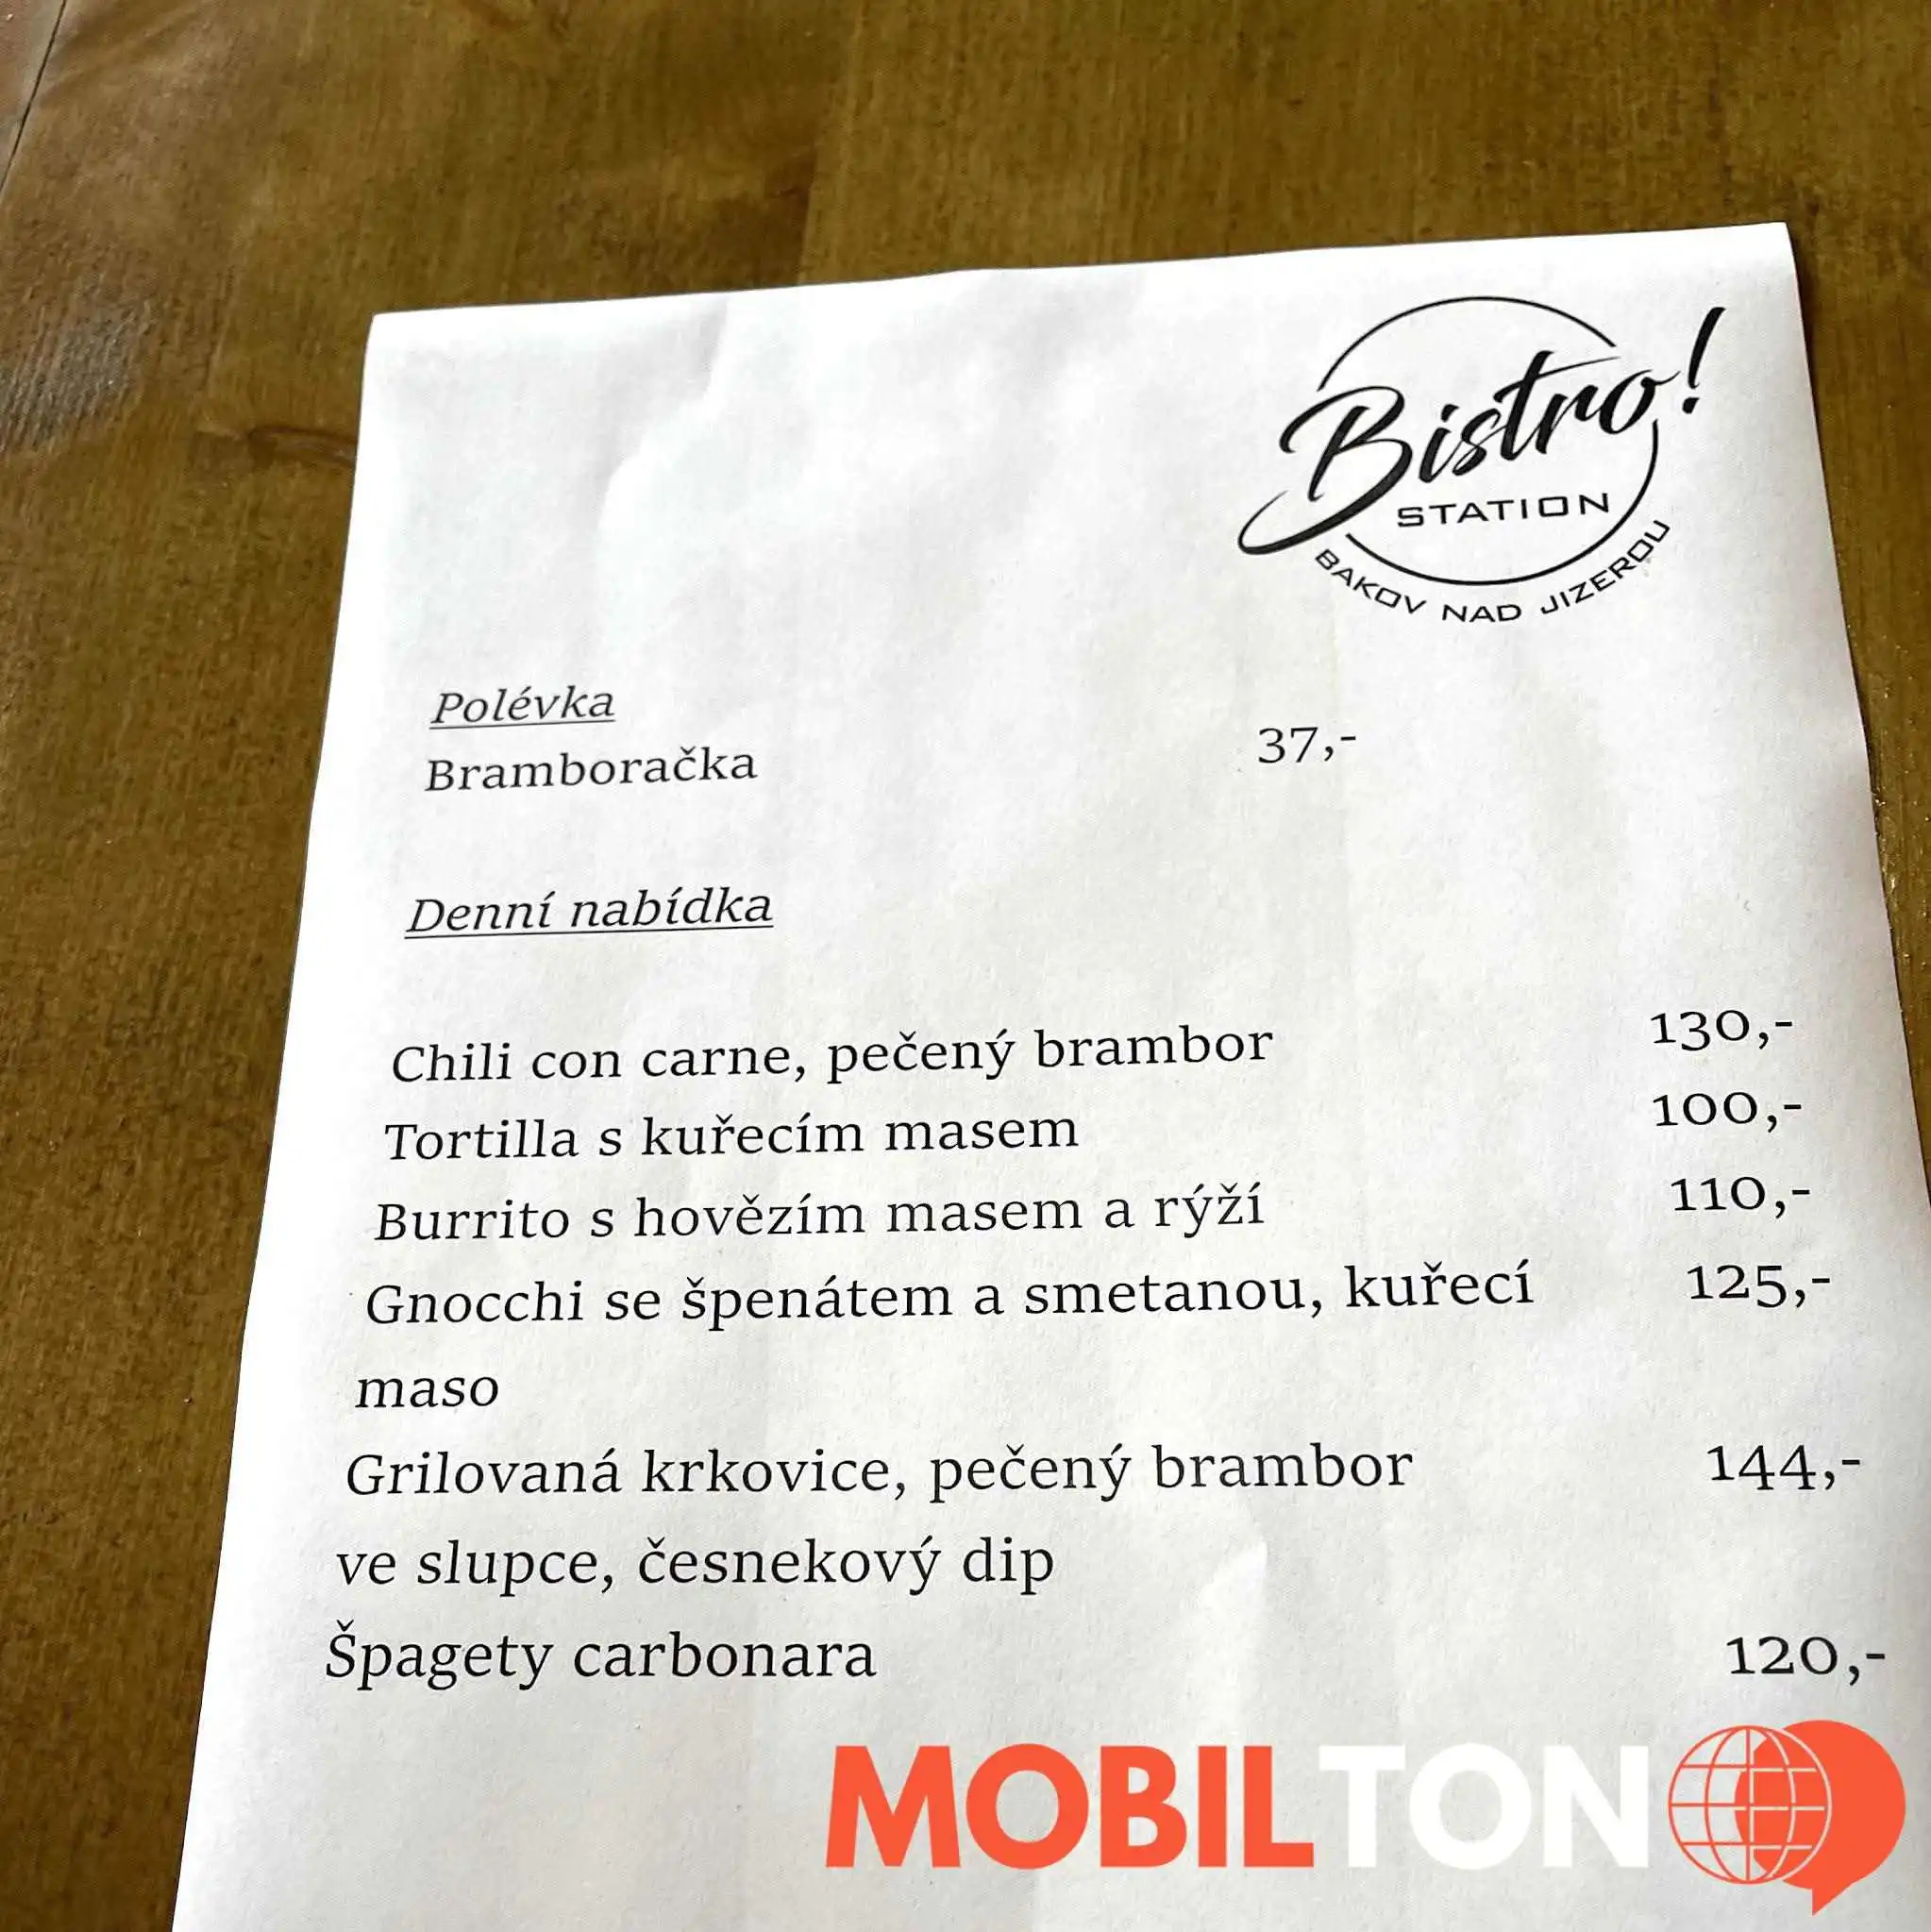 Bistro!
STATION
BAKOV NAD JIZEROU
Polévka
Bramboračka 37,-
Denní nabídka
Chili con carne, pečený brambor 130,-
Tortilla s kuřecím masem 100,-
Burrito s hovězím masem a rýží 110,-
Gnocchi se špenátem a smetanou, kuřecí 125,-
maso
Grilovaná krkovice, pečený brambor 144,-
ve slupce, česnekový dip
Špagety carbonara 120,-
MOBILTON